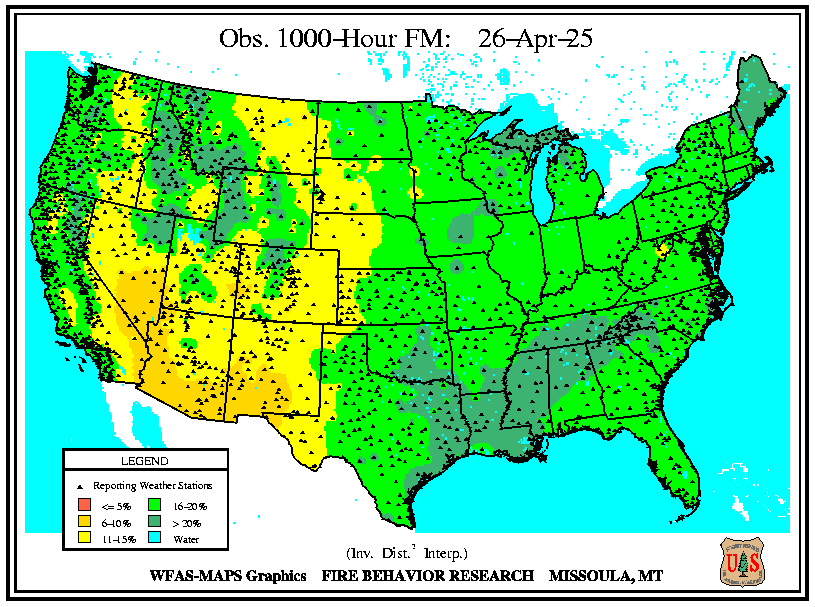 Obs. 1000-Hour FM: 26-Apr-25
LEGEND
Reporting Weather Stations
<= 5% 16-20%
6-10% > 20%
11-15% Water
(Inv. Dist.² Interp.)
WFAS-MAPS Graphics FIRE BEHAVIOR RESEARCH MISSOULA, MT
U S